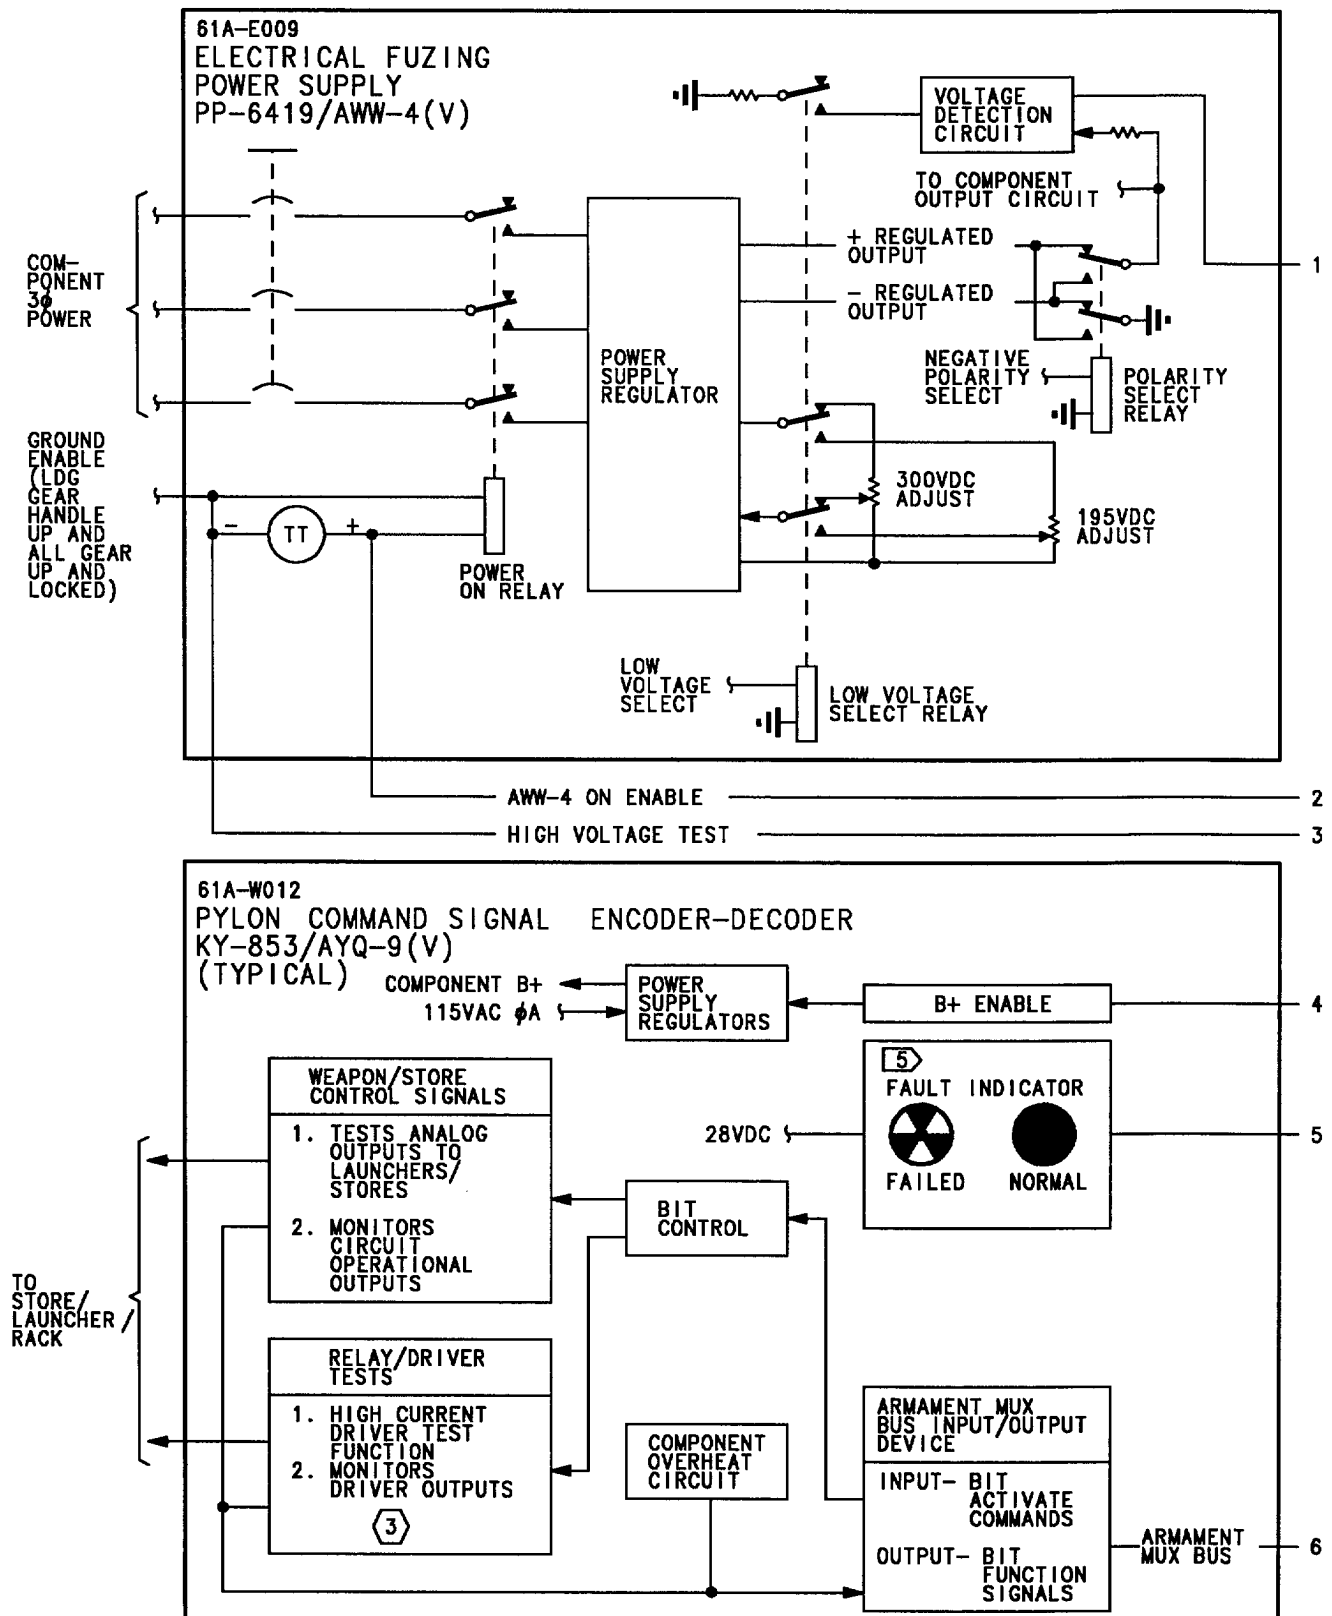 61A-E009
ELECTRICAL FUZING
POWER SUPPLY
PP-6419/AWW-4(V)
VOLTAGE
DETECTION
CIRCUIT
TO COMPONENT
OUTPUT CIRCUIT
+ REGULATED
OUTPUT
- REGULATED
OUTPUT
1
COM-
PONENT
3ϕ
POWER
POWER
SUPPLY
REGULATOR
NEGATIVE
POLARITY
SELECT
POLARITY
SELECT
RELAY
GROUND
ENABLE
(LDG
GEAR
HANDLE
UP AND
ALL GEAR
UP AND
LOCKED)
- TT +
POWER
ON RELAY
300VDC
ADJUST
195VDC
ADJUST
LOW
VOLTAGE
SELECT
LOW VOLTAGE
SELECT RELAY
AWW-4 ON ENABLE
2
HIGH VOLTAGE TEST
3
61A-W012
PYLON COMMAND SIGNAL ENCODER-DECODER
KY-853/AYQ-9(V)
(TYPICAL)
COMPONENT B+
115VAC ϕA
POWER
SUPPLY
REGULATORS
B+ ENABLE
4
5
FAULT INDICATOR
28VDC
FAILED NORMAL
5
WEAPON/STORE
CONTROL SIGNALS
1. TESTS ANALOG
OUTPUTS TO
LAUNCHERS/
STORES
2. MONITORS
CIRCUIT
OPERATIONAL
OUTPUTS
BIT
CONTROL
TO
STORE/
LAUNCHER/
RACK
RELAY/DRIVER
TESTS
1. HIGH CURRENT
DRIVER TEST
FUNCTION
2. MONITORS
DRIVER OUTPUTS
3
COMPONENT
OVERHEAT
CIRCUIT
ARMAMENT MUX
BUS INPUT/OUTPUT
DEVICE
INPUT- BIT
ACTIVATE
COMMANDS
OUTPUT- BIT
FUNCTION
SIGNALS
ARMAMENT
MUX BUS
6